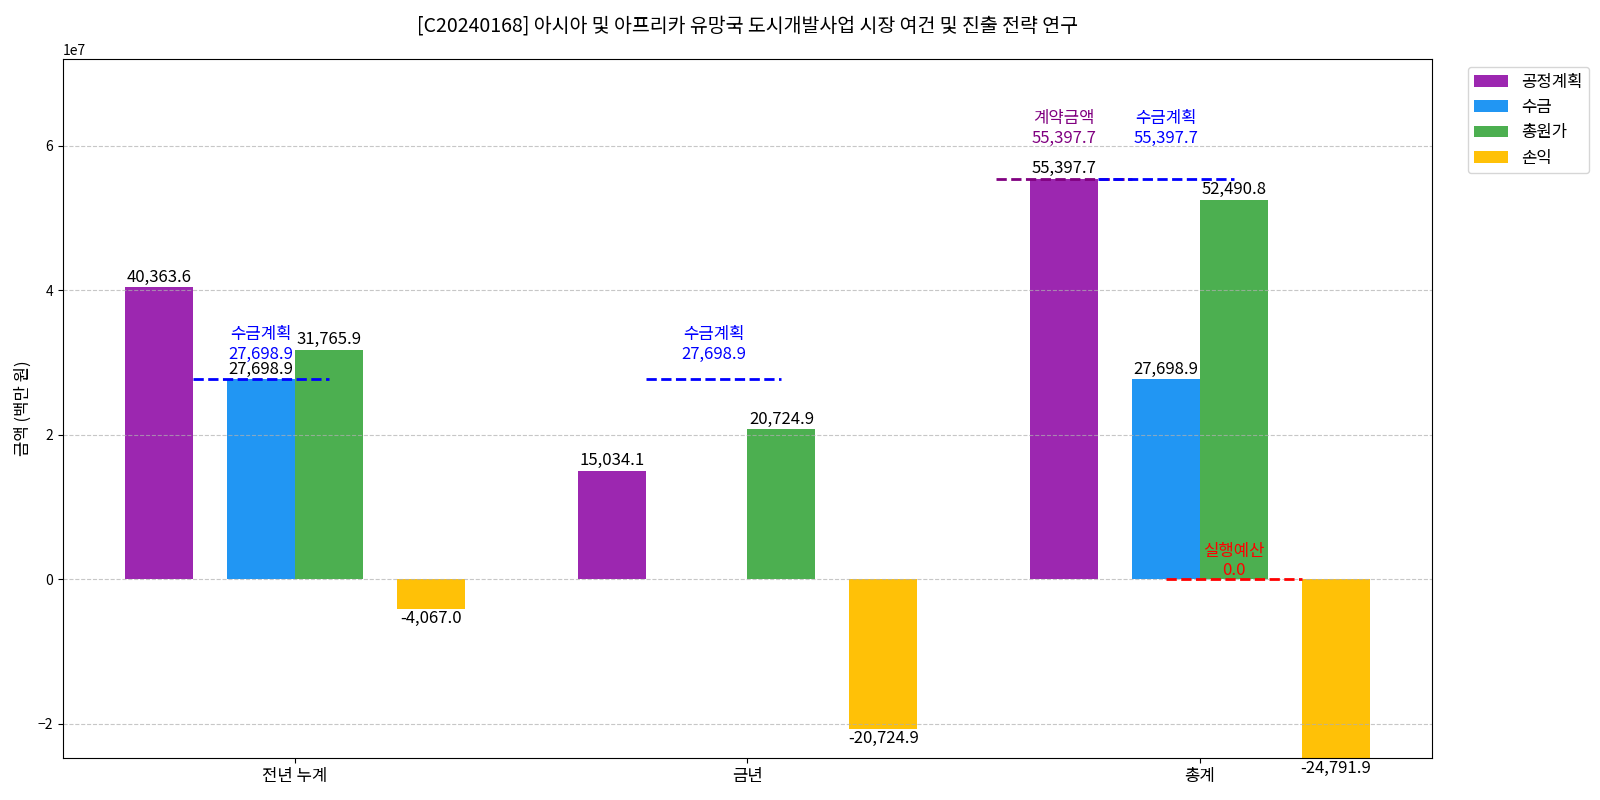 [C20240168] 아시아 및 아프리카 유망국 도시개발사업 시장 여건 및 진출 전략 연구
1e7
공정계획
수금
총원가
손익
계약금액
55,397.7
수금계획
55,397.7
55,397.7
52,490.8
6
40,363.6
4
수금계획
27,698.9
27,698.9
31,765.9
수금계획
27,698.9
27,698.9
금액 (백만 원)
2
20,724.9
15,034.1
실행예산
0.0
0
-4,067.0
−2
-20,724.9
-24,791.9
전년 누계
금년
총계